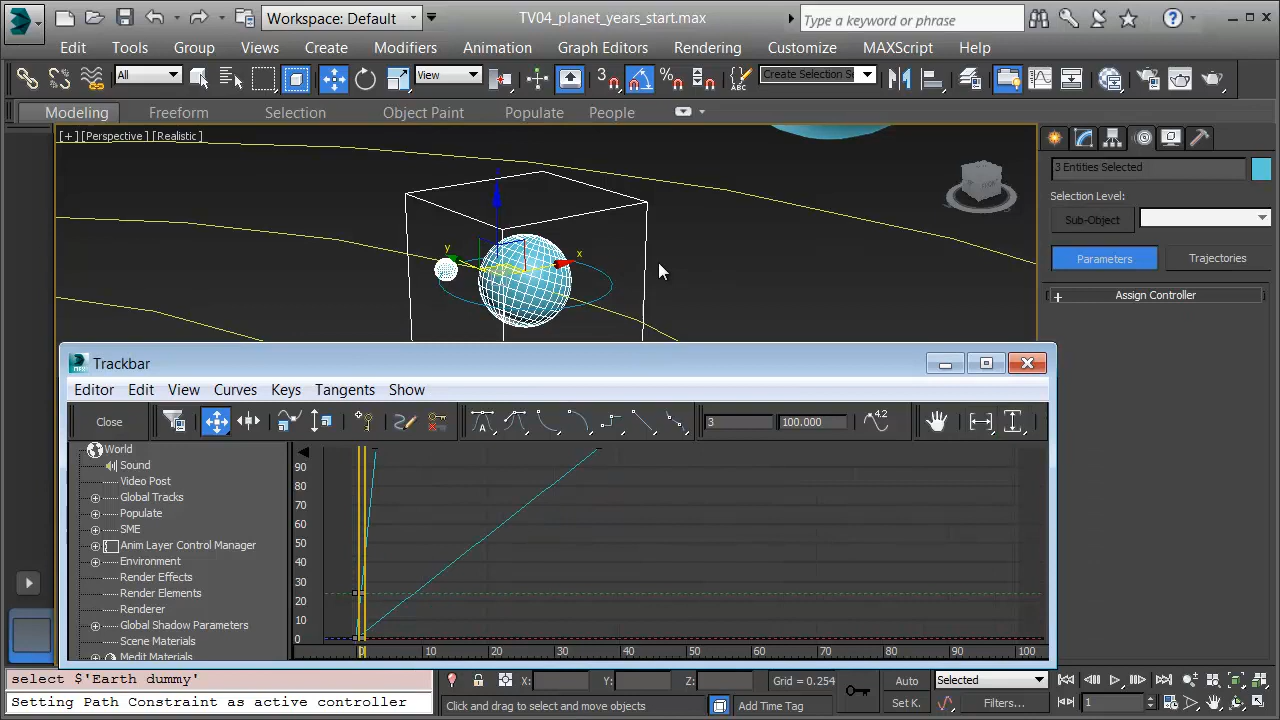 Workspace: Default
TV04_planet_years_start.max
Type a keyword or phrase
Edit Tools Group Views Create Modifiers Animation Graph Editors Rendering Customize MAXScript Help
All
View
Create Selection Se
Modeling Freeform Selection Object Paint Populate People
[+] [Perspective] [Realistic]
3 Entities Selected
Selection Level:
Sub-Object
Parameters Trajectories
+ Assign Controller
y x
Trackbar
Editor Edit View Curves Keys Tangents Show
Close
3
100.000
4.2
World
Sound
Video Post
Global Tracks
Populate
SME
Anim Layer Control Manager
Environment
Render Effects
Render Elements
Renderer
Global Shadow Parameters
Scene Materials
Medit Materials
90
80
70
60
50
40
30
20
10
0
0 10 20 30 40 50 60 70 80 90 100
select $'Earth dummy'
Setting Path Constraint as active controller
X: Y: Z: Grid = 0.254
Click and drag to select and move objects
Add Time Tag
Auto Selected
Set K. Filters...
1